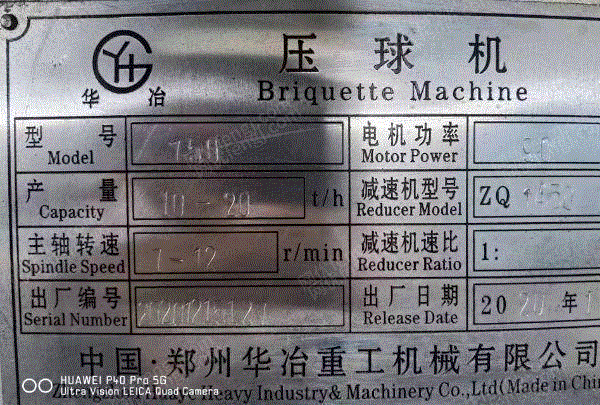 华 冶
压球机
Briquette Machine
型号 Model
电机功率 Motor Power
产量 Capacity 10-20 t/h
减速机型号 Reducer Model ZQ
主轴转速 Spindle Speed 7-12 r/min
减速机速比 Reducer Ratio 1:
出厂编号 Serial Number
出厂日期 Release Date 2020年
中国·郑州华冶重工机械有限公司
Heavy Industry& Machinery Co.,Ltd(Made in
HUAWEI P40 Pro 5G
Ultra Vision LEICA Quad Camera